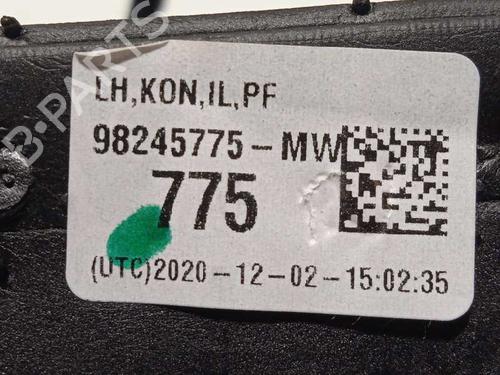 LH,KON,IL,PF
98245775-MW
775
(UTC)2020-12-02-15:02:35
B-PARTS